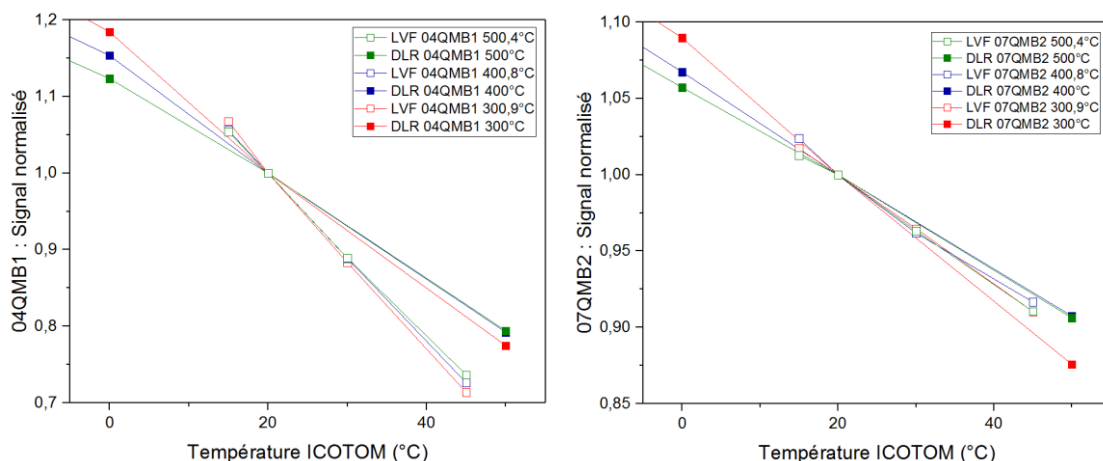 1,2
1,1
1,0
0,9
0,8
0,7
04QMB1 : Signal normalisé
LVF 04QMB1 500,4°C
DLR 04QMB1 500°C
LVF 04QMB1 400,8°C
DLR 04QMB1 400°C
LVF 04QMB1 300,9°C
DLR 04QMB1 300°C
0 20 40
Température ICOTOM (°C)
1,10
1,05
1,00
0,95
0,90
0,85
07QMB2 : Signal normalisé
LVF 07QMB2 500,4°C
DLR 07QMB2 500°C
LVF 07QMB2 400,8°C
DLR 07QMB2 400°C
LVF 07QMB2 300,9°C
DLR 07QMB2 300°C
0 20 40
Température ICOTOM (°C)